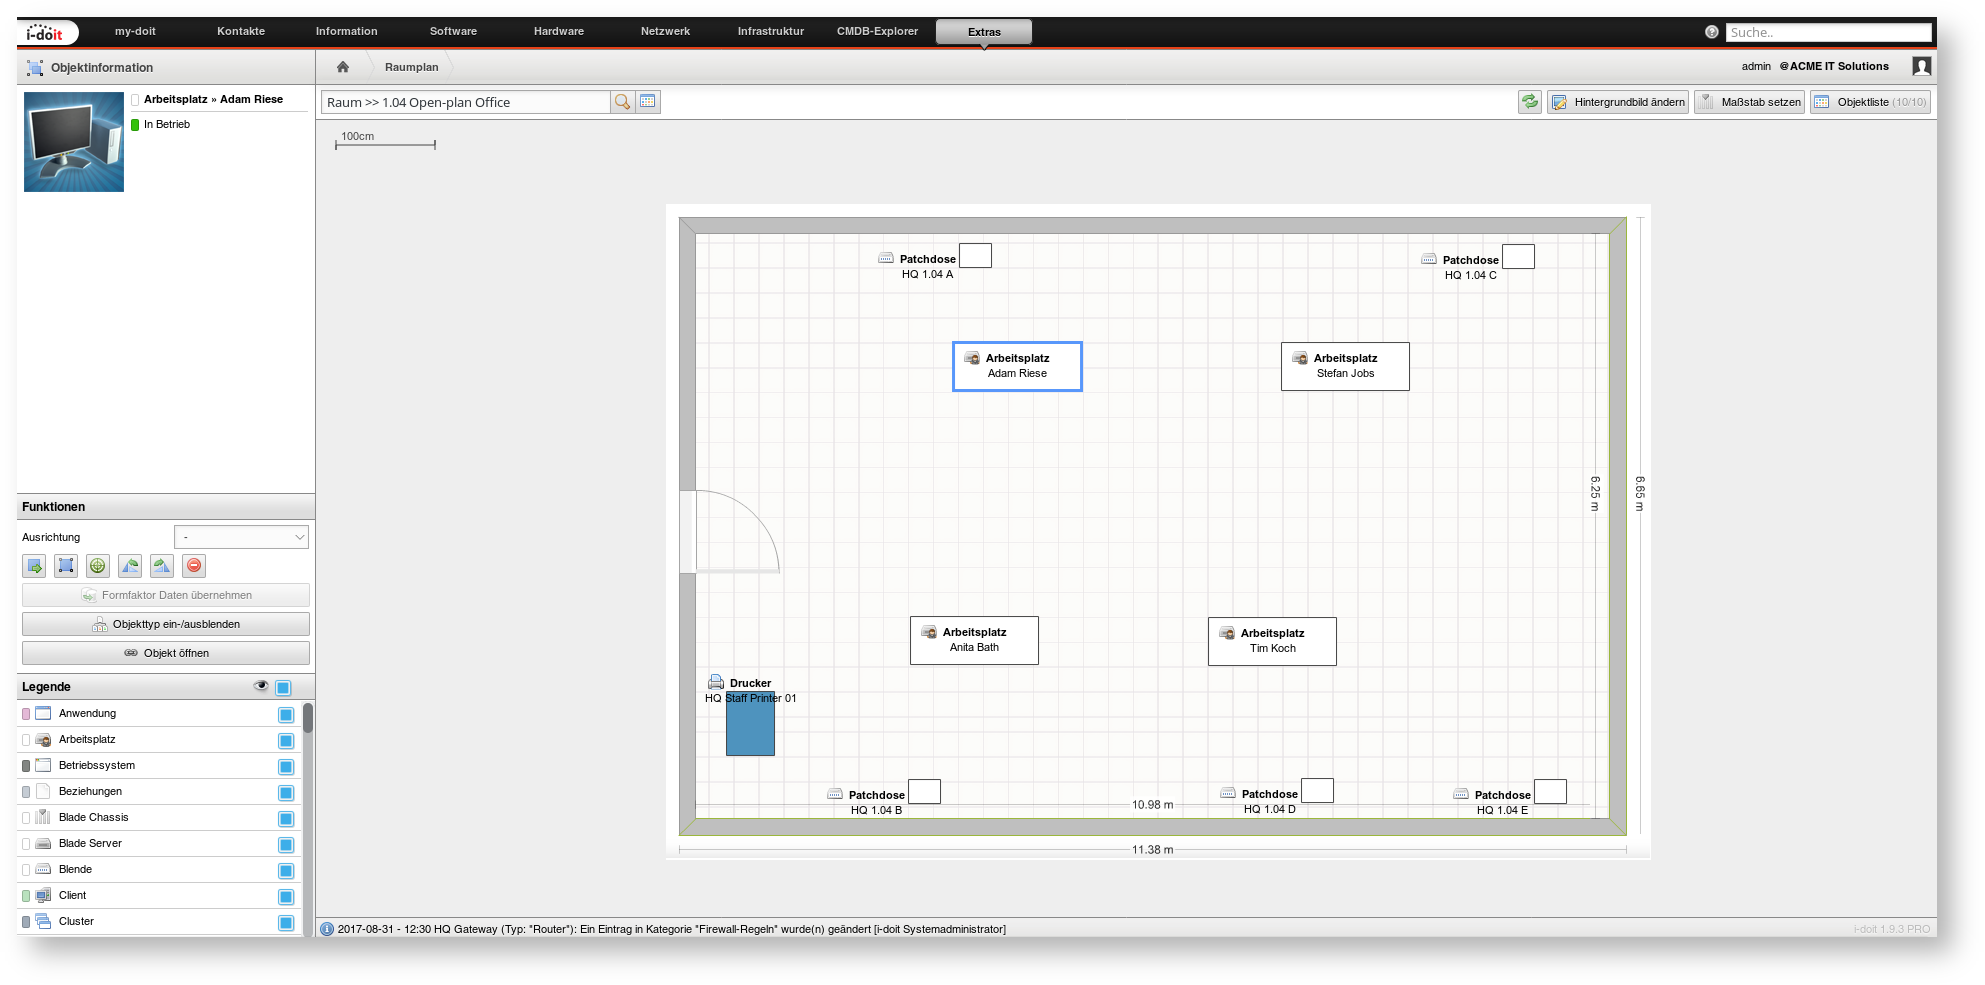 i-doit
my-doit
Kontakte
Information
Software
Hardware
Netzwerk
Infrastruktur
CMDB-Explorer
Extras
Suche..
Objektinformation
Raumplan
admin @ACME IT Solutions
Arbeitsplatz » Adam Riese
In Betrieb
Raum >> 1.04 Open-plan Office
Hintergrundbild ändern
Maßstab setzen
Objektliste (10/10)
100cm
Patchdose
HQ 1.04 A
Patchdose
HQ 1.04 C
Arbeitsplatz
Adam Riese
Arbeitsplatz
Stefan Jobs
6.25 m
6.65 m
Arbeitsplatz
Anita Bath
Arbeitsplatz
Tim Koch
Drucker
HQ Staff Printer 01
Patchdose
HQ 1.04 B
Patchdose
HQ 1.04 D
Patchdose
HQ 1.04 E
10.98 m
11.38 m
Funktionen
Ausrichtung
-
Formfaktor Daten übernehmen
Objekttyp ein-/ausblenden
Objekt öffnen
Legende
Anwendung
Arbeitsplatz
Betriebssystem
Beziehungen
Blade Chassis
Blade Server
Blende
Client
Cluster
2017-08-31 - 12:30 HQ Gateway (Typ: "Router"): Ein Eintrag in Kategorie "Firewall-Regeln" wurde(n) geändert [i-doit Systemadministrator]
i-doit 1.9.3 PRO